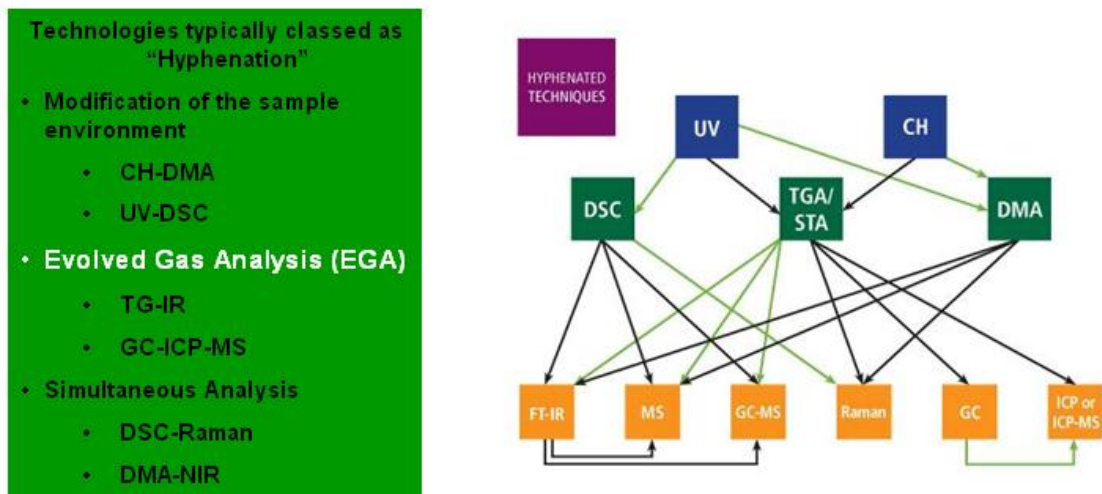 Technologies typically classed as
“Hyphenation”
• Modification of the sample
environment
• CH-DMA
• UV-DSC
• Evolved Gas Analysis (EGA)
• TG-IR
• GC-ICP-MS
• Simultaneous Analysis
• DSC-Raman
• DMA-NIR
HYPHENATED
TECHNIQUES
UV
CH
DSC
TGA/
STA
DMA
FT-IR
MS
GC-MS
Raman
GC
ICP or
ICP-MS